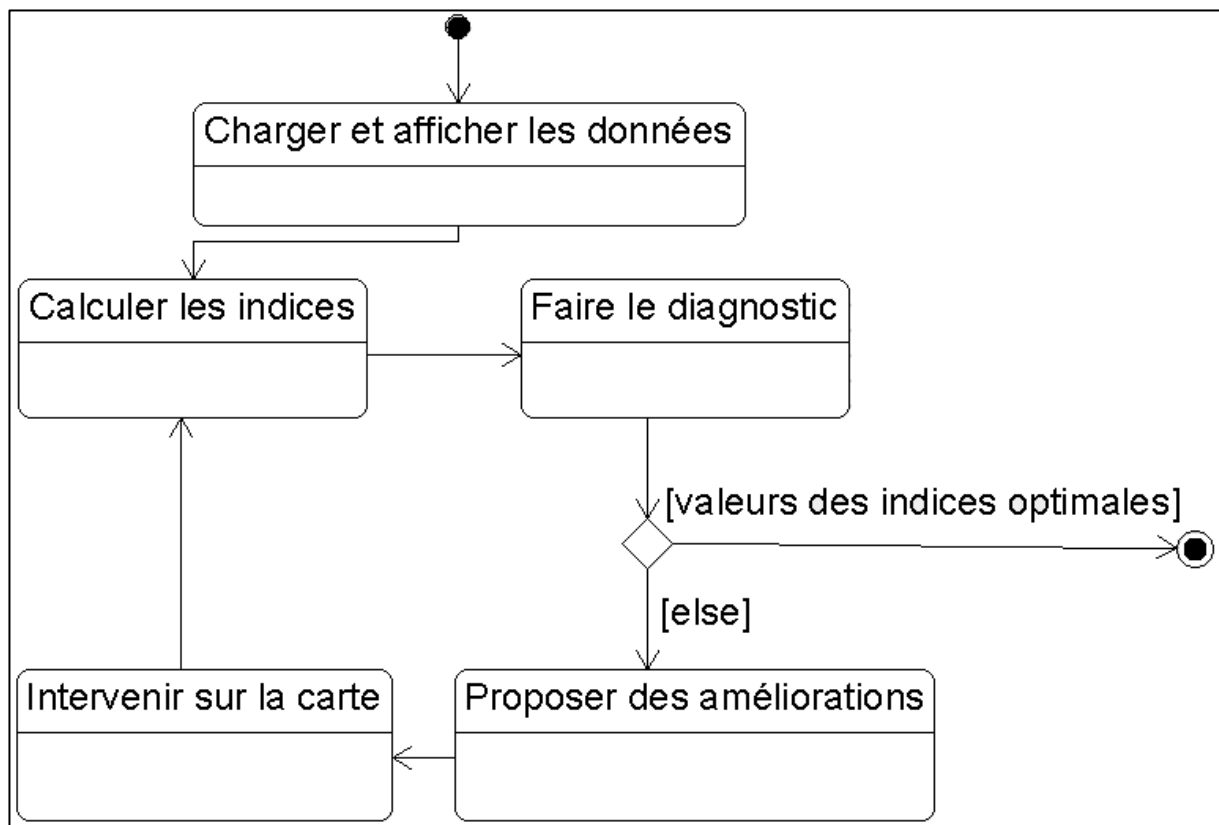 Charger et afficher les données
Calculer les indices
Faire le diagnostic
[valeurs des indices optimales]
[else]
Intervenir sur la carte
Proposer des améliorations